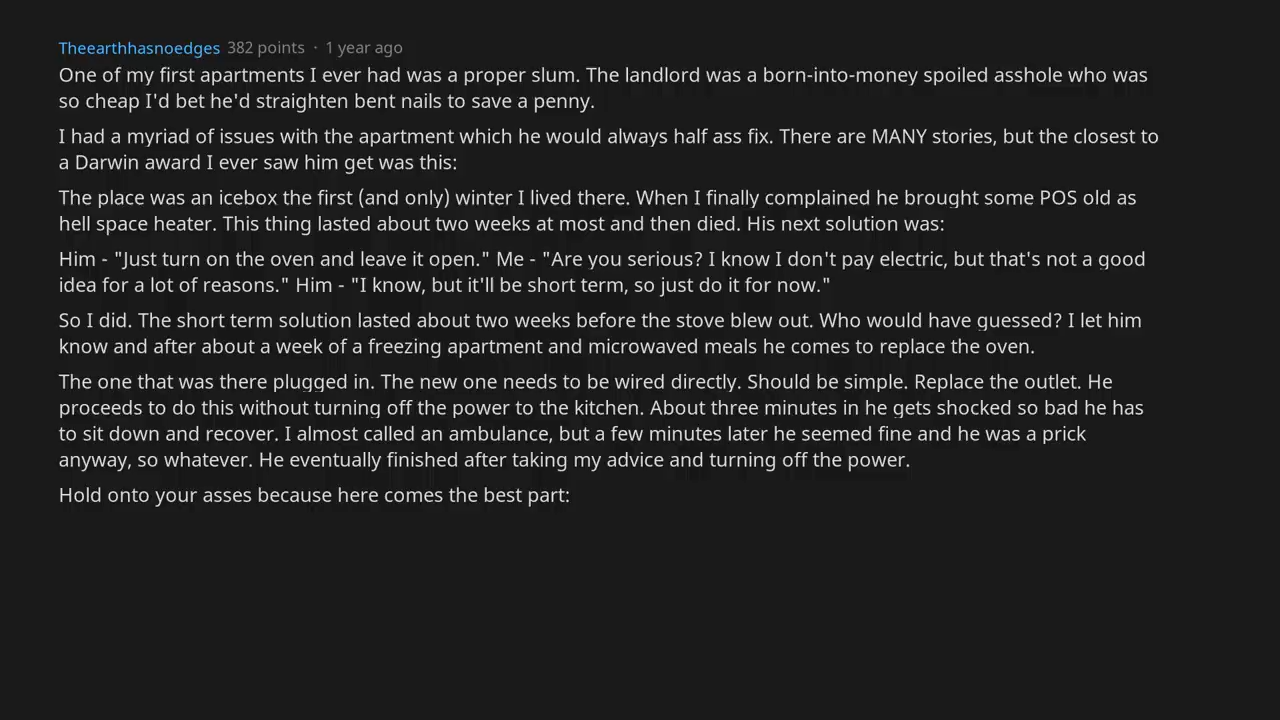 Theearthhasnoedges 382 points · 1 year ago
One of my first apartments I ever had was a proper slum. The landlord was a born-into-money spoiled asshole who was
so cheap I'd bet he'd straighten bent nails to save a penny.
I had a myriad of issues with the apartment which he would always half ass fix. There are MANY stories, but the closest to
a Darwin award I ever saw him get was this:
The place was an icebox the first (and only) winter I lived there. When I finally complained he brought some POS old as
hell space heater. This thing lasted about two weeks at most and then died. His next solution was:
Him - "Just turn on the oven and leave it open." Me - "Are you serious? I know I don't pay electric, but that's not a good
idea for a lot of reasons." Him - "I know, but it'll be short term, so just do it for now."
So I did. The short term solution lasted about two weeks before the stove blew out. Who would have guessed? I let him
know and after about a week of a freezing apartment and microwaved meals he comes to replace the oven.
The one that was there plugged in. The new one needs to be wired directly. Should be simple. Replace the outlet. He
proceeds to do this without turning off the power to the kitchen. About three minutes in he gets shocked so bad he has
to sit down and recover. I almost called an ambulance, but a few minutes later he seemed fine and he was a prick
anyway, so whatever. He eventually finished after taking my advice and turning off the power.
Hold onto your asses because here comes the best part: